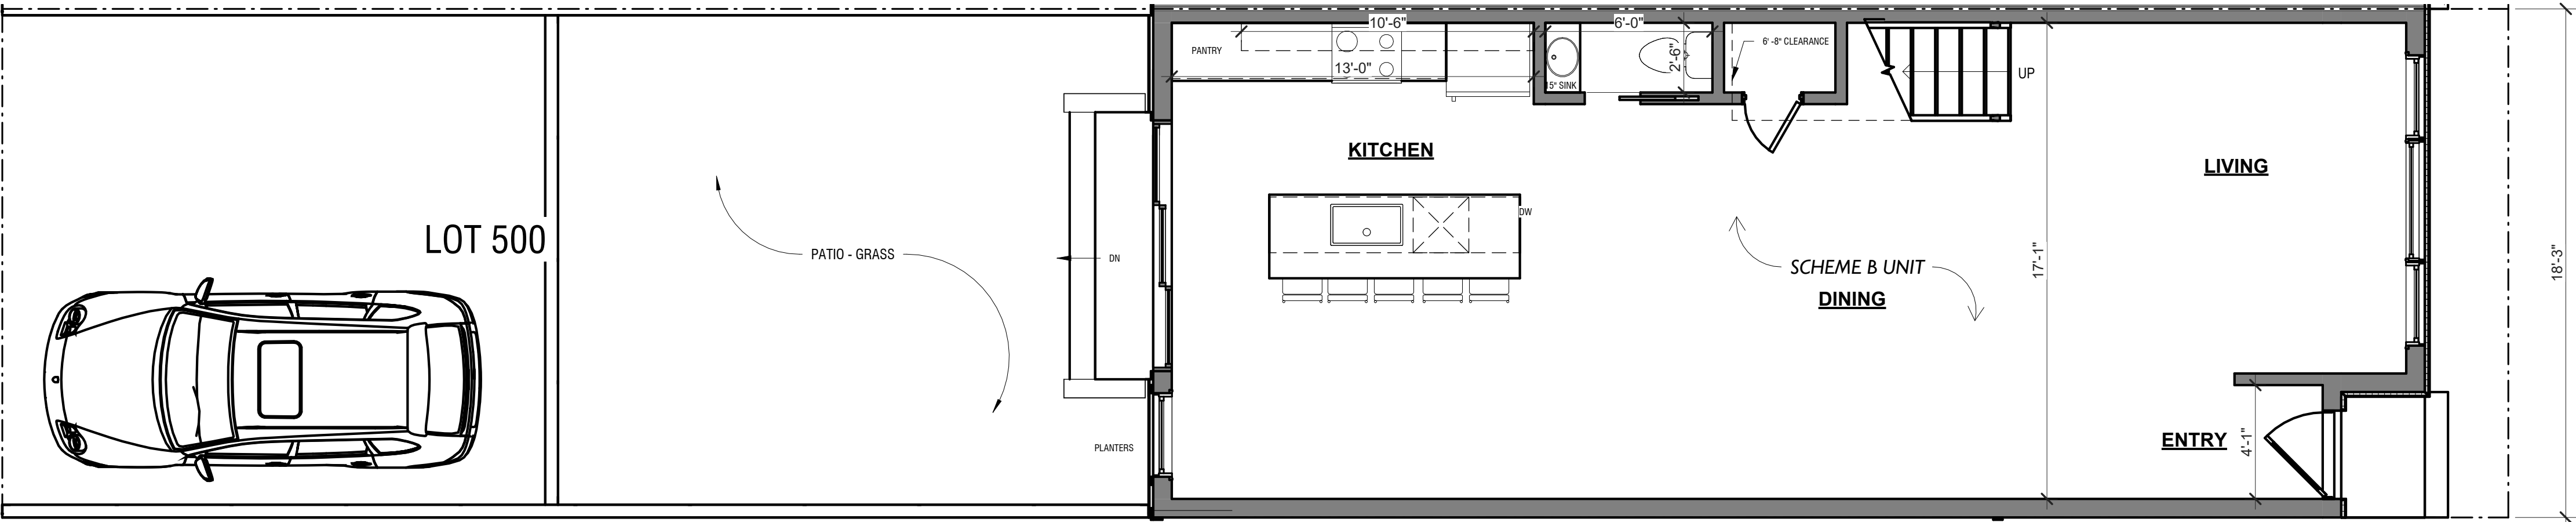 10'-6"
6'-0"
PANTRY
6' -8" CLEARANCE
2'-6"
13'-0"
UP
15" SINK
KITCHEN
LIVING
DW
LOT 500
PATIO - GRASS
DN
SCHEME B UNIT
17'-1"
18'-3"
DINING
ENTRY
4'-1"
PLANTERS